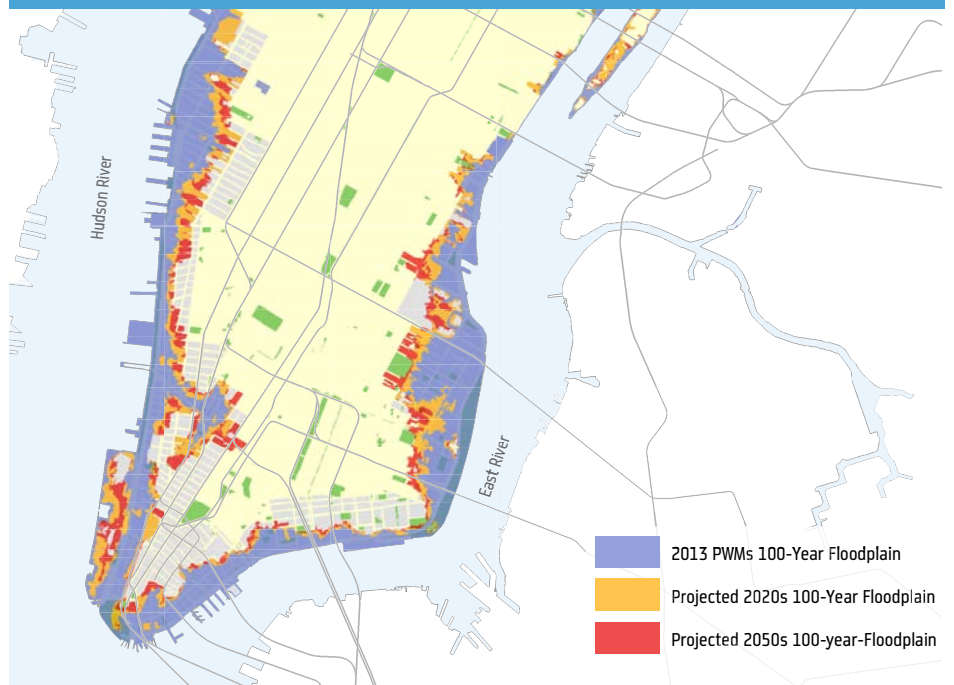 Hudson River
East River
2013 PWMs 100-Year Floodplain
Projected 2020s 100-Year Floodplain
Projected 2050s 100-year-Floodplain